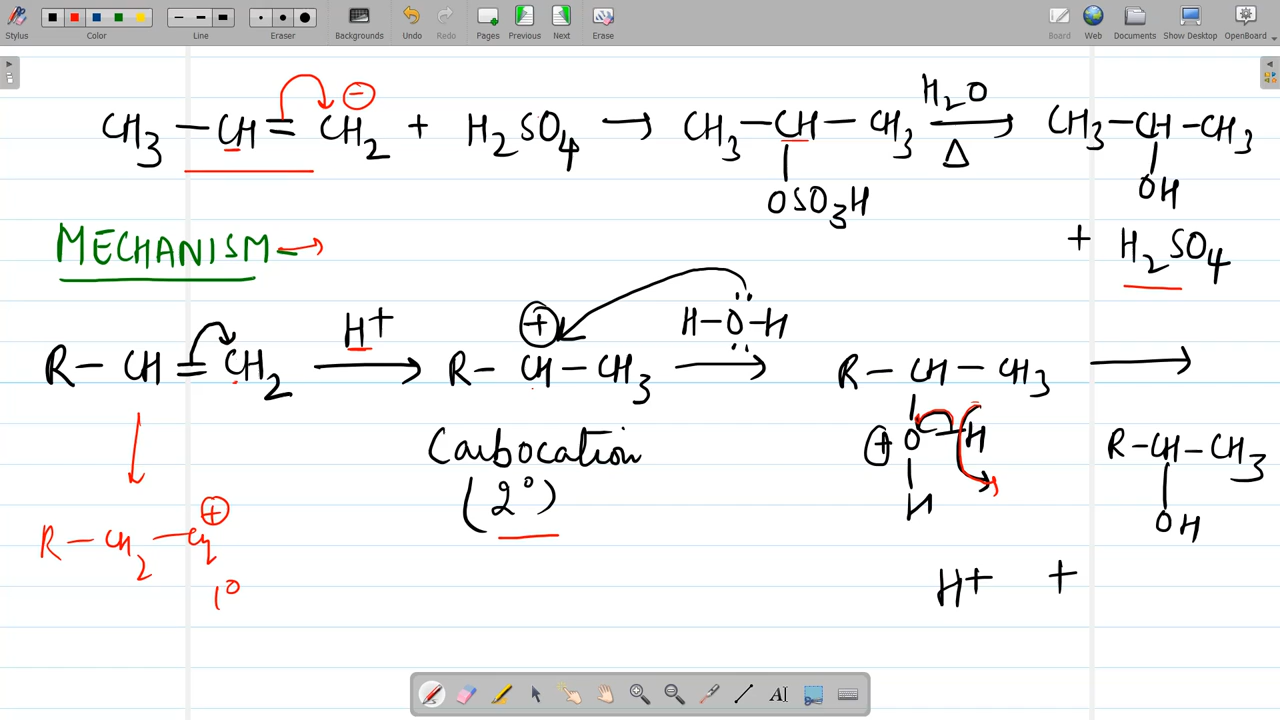 Stylus Color Line Eraser Backgrounds Undo Redo Pages Previous Next Erase Board Web Documents Show Desktop OpenBoard
CH3 — CH = CH2 ⊖ + H2SO4 → CH3 — CH — CH3 H2O → Δ CH3 — CH — CH3
OSO3H OH
MECHANISM →
+ H2SO4
R — CH = CH2 H+ → R — CH ⊕ — CH3 H–Ö–H → R — CH — CH3 →
Carbocation ⊕ O — H R — CH — CH3
(2°) H OH
R — CH2 — CH ⊕
1° H+ +